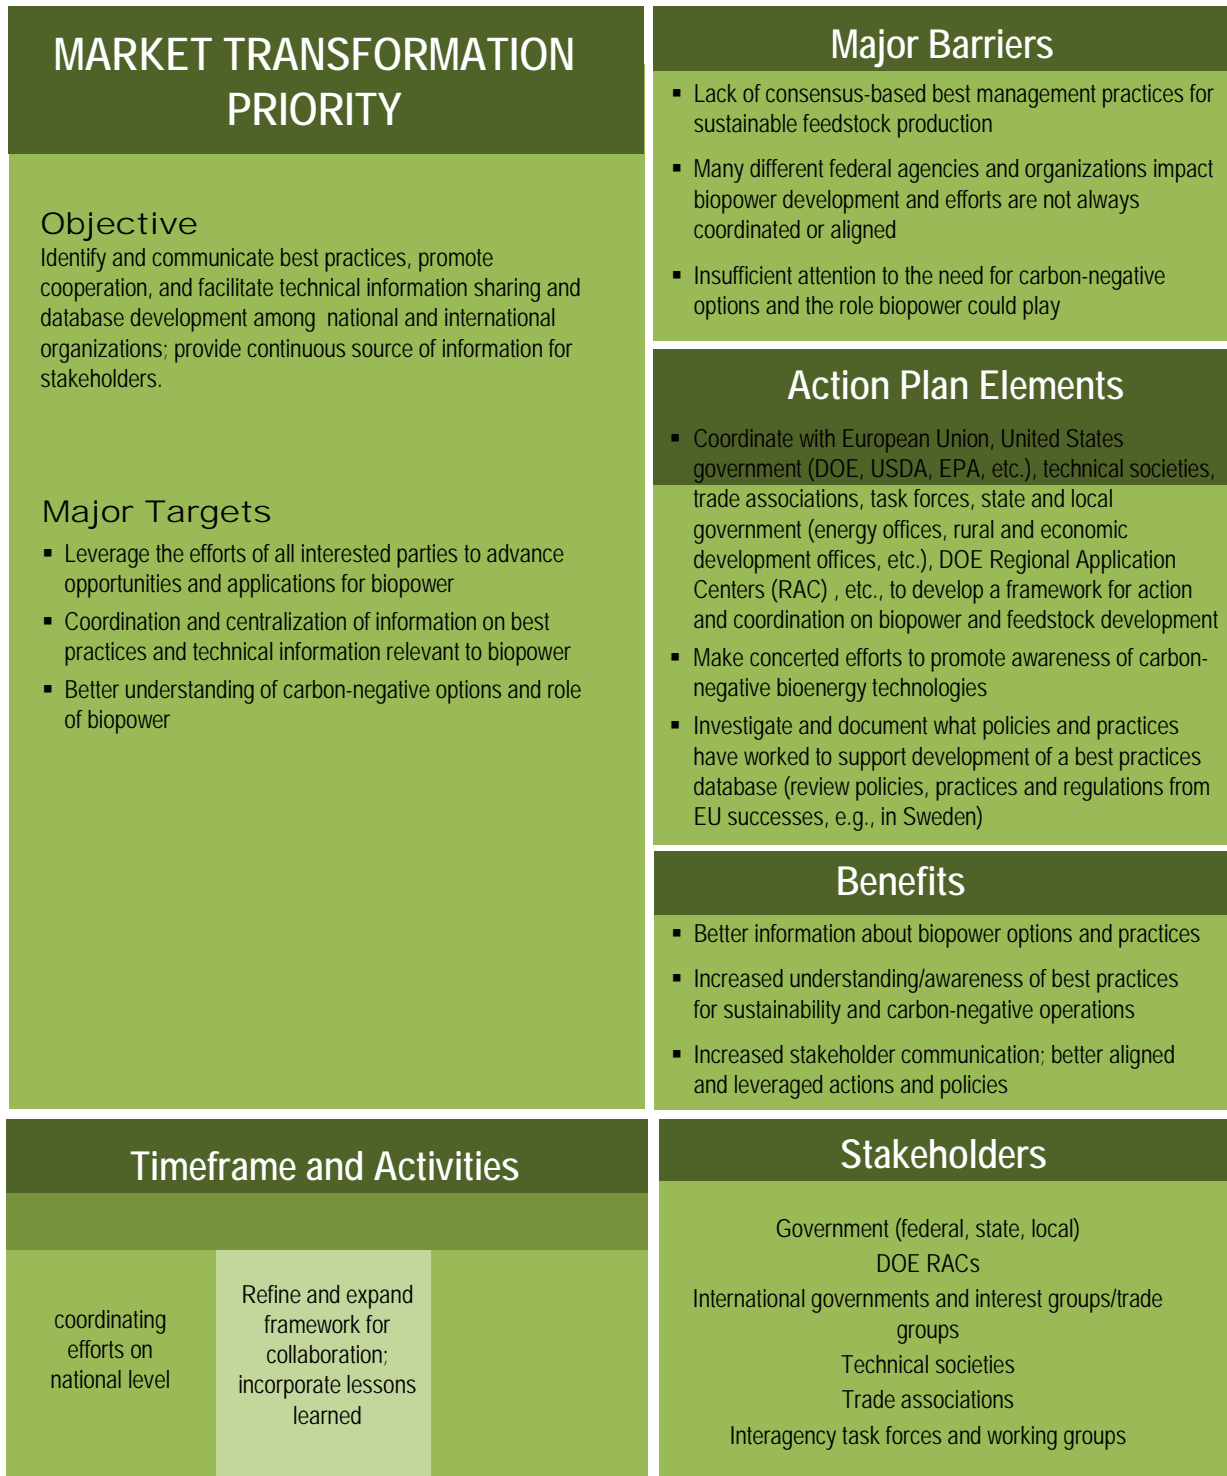 MARKET TRANSFORMATION
PRIORITY
Objective
Identify and communicate best practices, promote
cooperation, and facilitate technical information sharing and
database development among national and international
organizations; provide continuous source of information for
stakeholders.
Major Targets
▪ Leverage the efforts of all interested parties to advance
opportunities and applications for biopower
▪ Coordination and centralization of information on best
practices and technical information relevant to biopower
▪ Better understanding of carbon-negative options and role
of biopower
Major Barriers
▪ Lack of consensus-based best management practices for
sustainable feedstock production
▪ Many different federal agencies and organizations impact
biopower development and efforts are not always
coordinated or aligned
▪ Insufficient attention to the need for carbon-negative
options and the role biopower could play
Action Plan Elements
▪ Coordinate with European Union, United States
government (DOE, USDA, EPA, etc.), technical societies,
trade associations, task forces, state and local
government (energy offices, rural and economic
development offices, etc.), DOE Regional Application
Centers (RAC) , etc., to develop a framework for action
and coordination on biopower and feedstock development
▪ Make concerted efforts to promote awareness of carbon-
negative bioenergy technologies
▪ Investigate and document what policies and practices
have worked to support development of a best practices
database (review policies, practices and regulations from
EU successes, e.g., in Sweden)
Benefits
▪ Better information about biopower options and practices
▪ Increased understanding/awareness of best practices
for sustainability and carbon-negative operations
▪ Increased stakeholder communication; better aligned
and leveraged actions and policies
Timeframe and Activities
coordinating
efforts on
national level
Refine and expand
framework for
collaboration;
incorporate lessons
learned
Stakeholders
Government (federal, state, local)
DOE RACs
International governments and interest groups/trade
groups
Technical societies
Trade associations
Interagency task forces and working groups